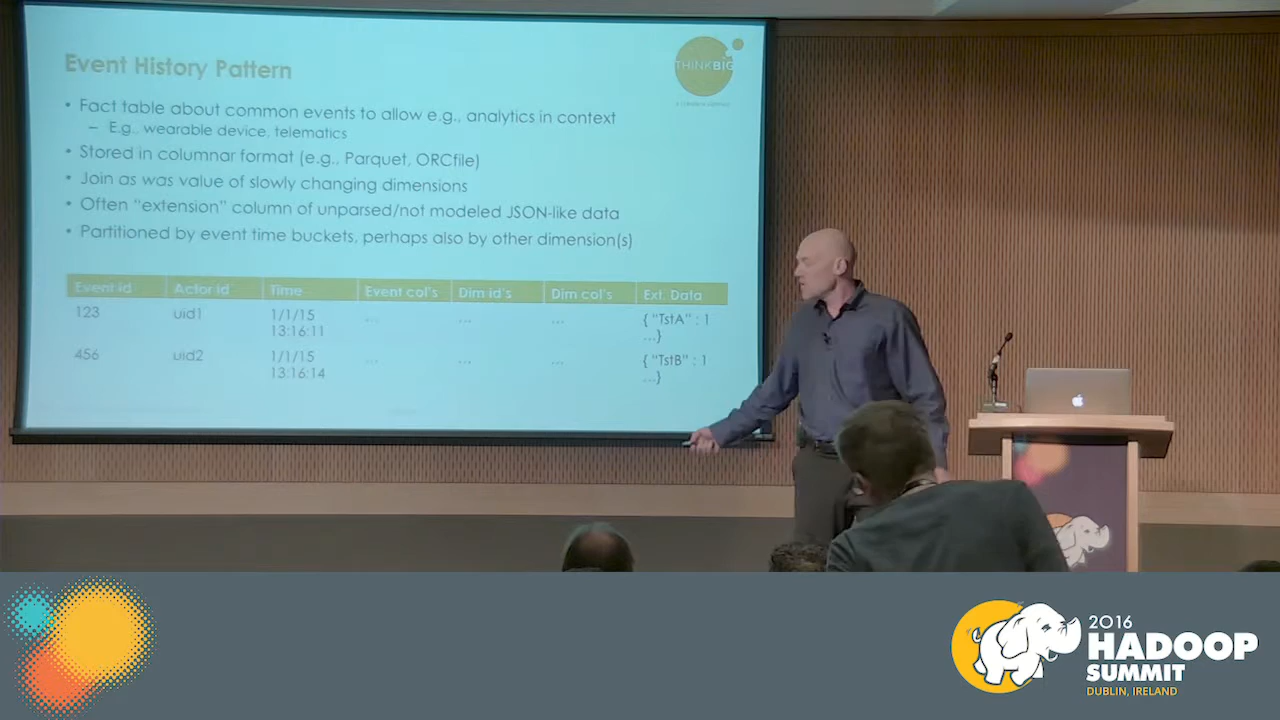 Event History Pattern
THINKBIG
• Fact table about common events to allow e.g., analytics in context
– E.g., wearable device, telematics
• Stored in columnar format (e.g., Parquet, ORCfile)
• Join as was value of slowly changing dimensions
• Often “extension” column of unparsed/not modeled JSON-like data
• Partitioned by event time buckets, perhaps also by other dimension(s)
Event id Actor id Time Event col's Dim id's Dim col's Ext. Data
123 uid1 1/1/15 ... ... ... { “TstA” : 1
13:16:11 ...}
456 uid2 1/1/15 ... ... ... { “TstB” : 1
13:16:14 ...}
2016
HADOOP
SUMMIT
DUBLIN, IRELAND